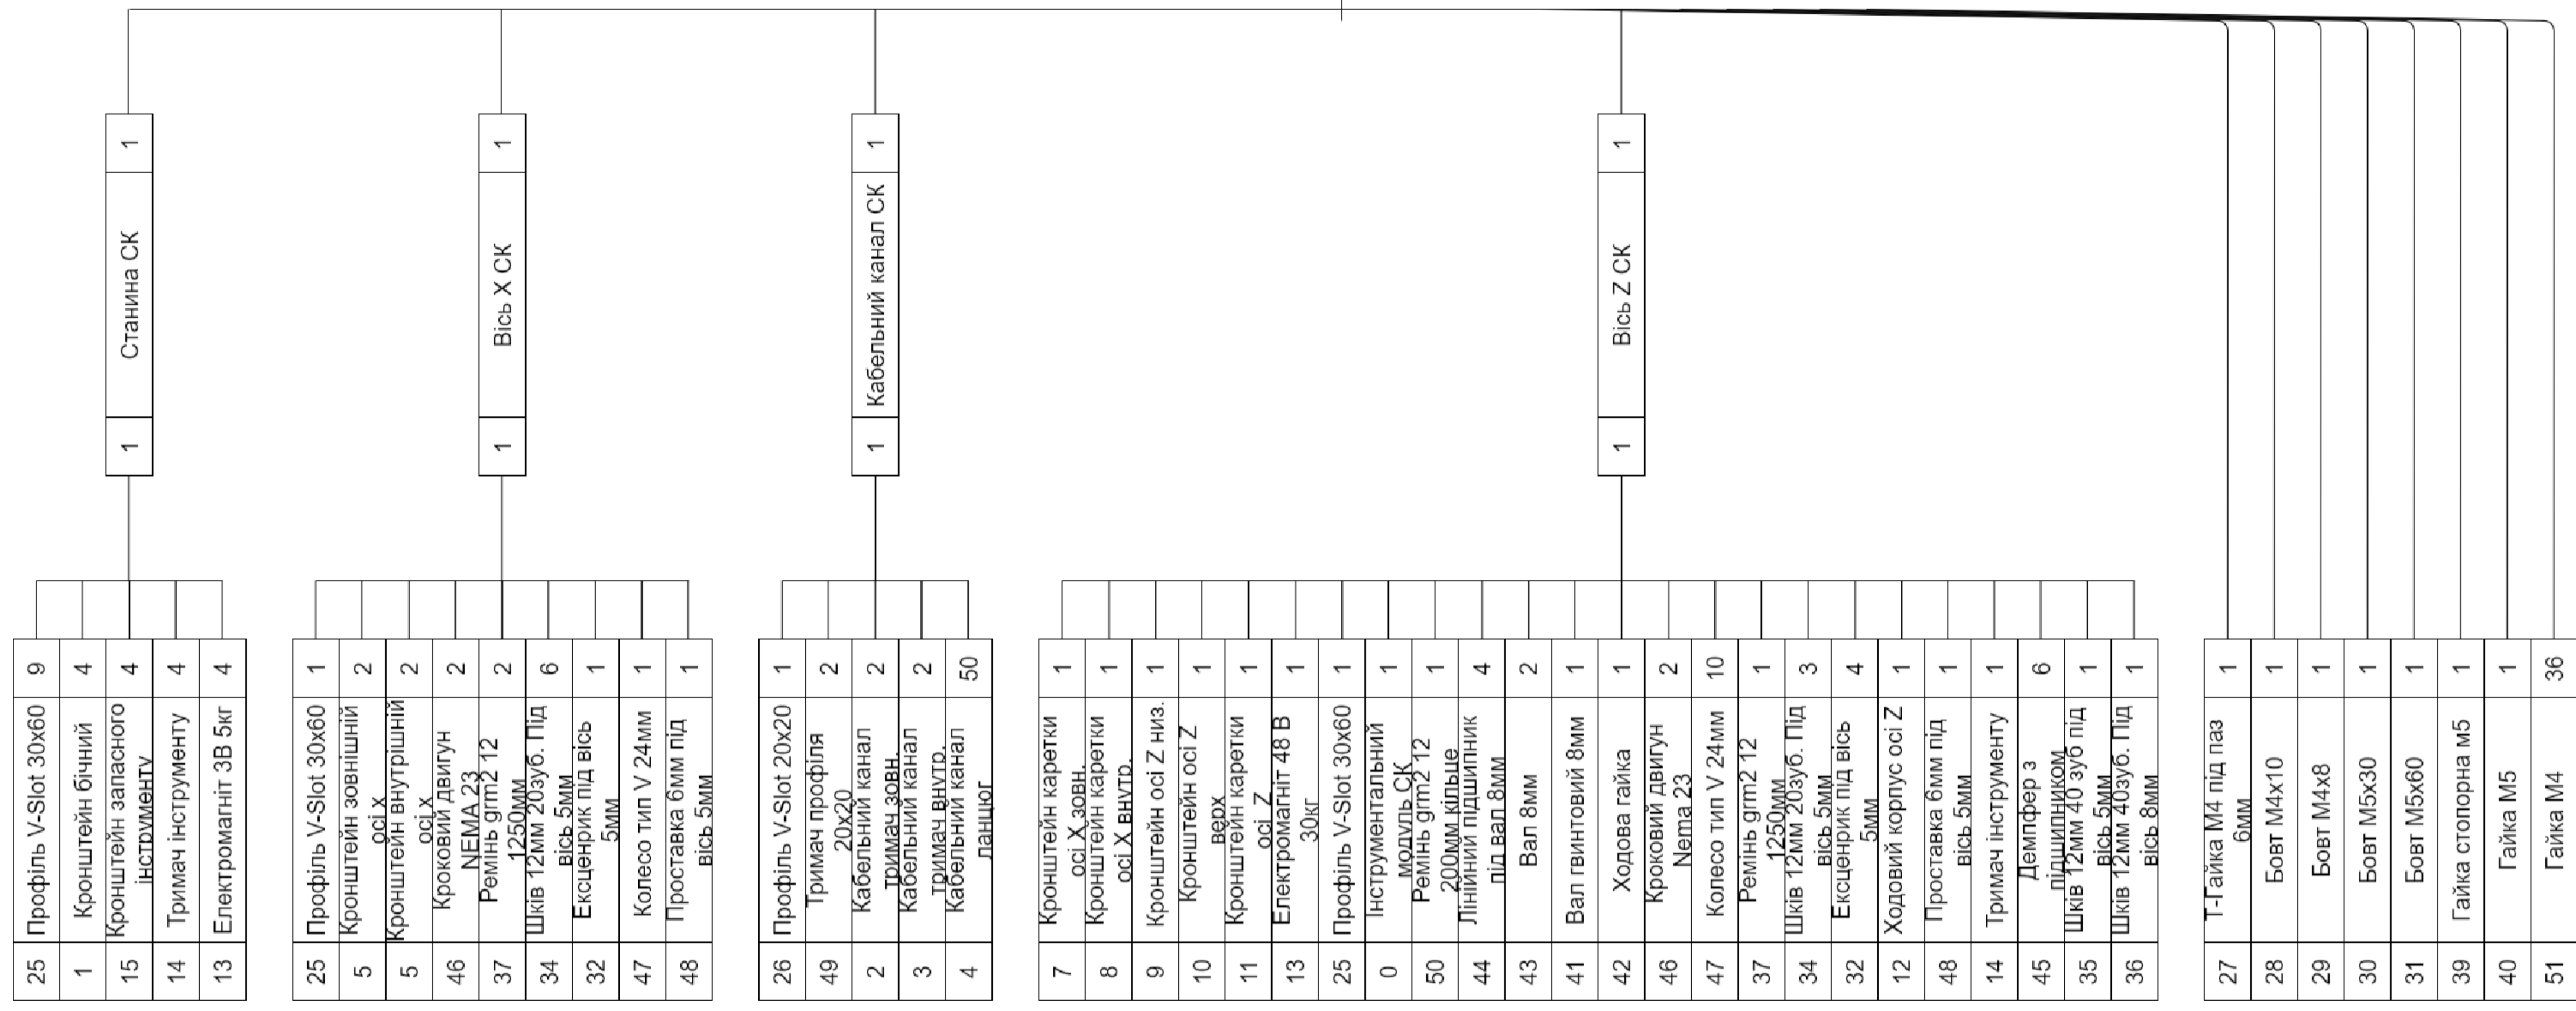 1
Станина СК
1
1
Вісь X СК
1
1
Кабельний канал СК
1
1
Вісь Z СК
1
9
Профіль V-Slot 30x60
25
4
Кронштейн бічний
1
4
Кронштейн запасного
інструменту
15
4
Тримач інструменту
14
4
Електромагніт 3В 5кг
13
1
Профіль V-Slot 30x60
25
2
Кронштейн зовнішній
осі х
5
2
Кронштейн внутрішній
осі х
5
2
Кроковий двигун
NEMA 23
46
2
Ремінь grm2 12
1250мм
37
6
Шків 12мм 20зуб. Під
вісь 5мм
34
1
Ексценрик під вісь
5мм
32
1
Колесо тип V 24мм
47
1
Проставка 6мм під
вісь 5мм
48
1
Профіль V-Slot 20x20
26
2
Тримач профіля
20x20
49
2
Кабельний канал
тримач зовн.
2
2
Кабельний канал
тримач внутр.
3
50
Кабельний канал
ланцюг
4
1
Кронштейн каретки
осі X зовн.
7
1
Кронштейн каретки
осі X внутр.
8
1
Кронштейн осі Z низ.
9
1
Кронштейн осі Z
верх
10
1
Кронштейн каретки
осі Z
11
1
Електромагніт 48 В
30кг
13
1
Профіль V-Slot 30x60
25
1
Інструментальний
модуль СК
0
1
Ремінь grm2 12
200мм кільце
50
4
Лінійний підшипник
під вал 8мм
44
2
Вал 8мм
43
1
Вал гвинтовий 8мм
41
1
Ходова гайка
42
2
Кроковий двигун
Nema 23
46
10
Колесо тип V 24мм
47
1
Ремінь grm2 12
1250мм
37
3
Шків 12мм 20зуб. Під
вісь 5мм
34
4
Ексценрик під вісь
5мм
32
1
Ходовий корпус осі Z
12
1
Проставка 6мм під
вісь 5мм
48
1
Тримач інструменту
14
6
Демпфер з
підшипником
45
1
Шків 12мм 40 зуб під
вісь 5мм
35
1
Шків 12мм 40зуб. Під
вісь 8мм
36
1
Т-Гайка М4 під паз
6мм
27
1
Бовт М4х10
28
1
Бовт М4х8
29
1
Бовт М5х30
30
1
Бовт М5х60
31
1
Гайка стопорна м5
39
1
Гайка М5
40
36
Гайка М4
51